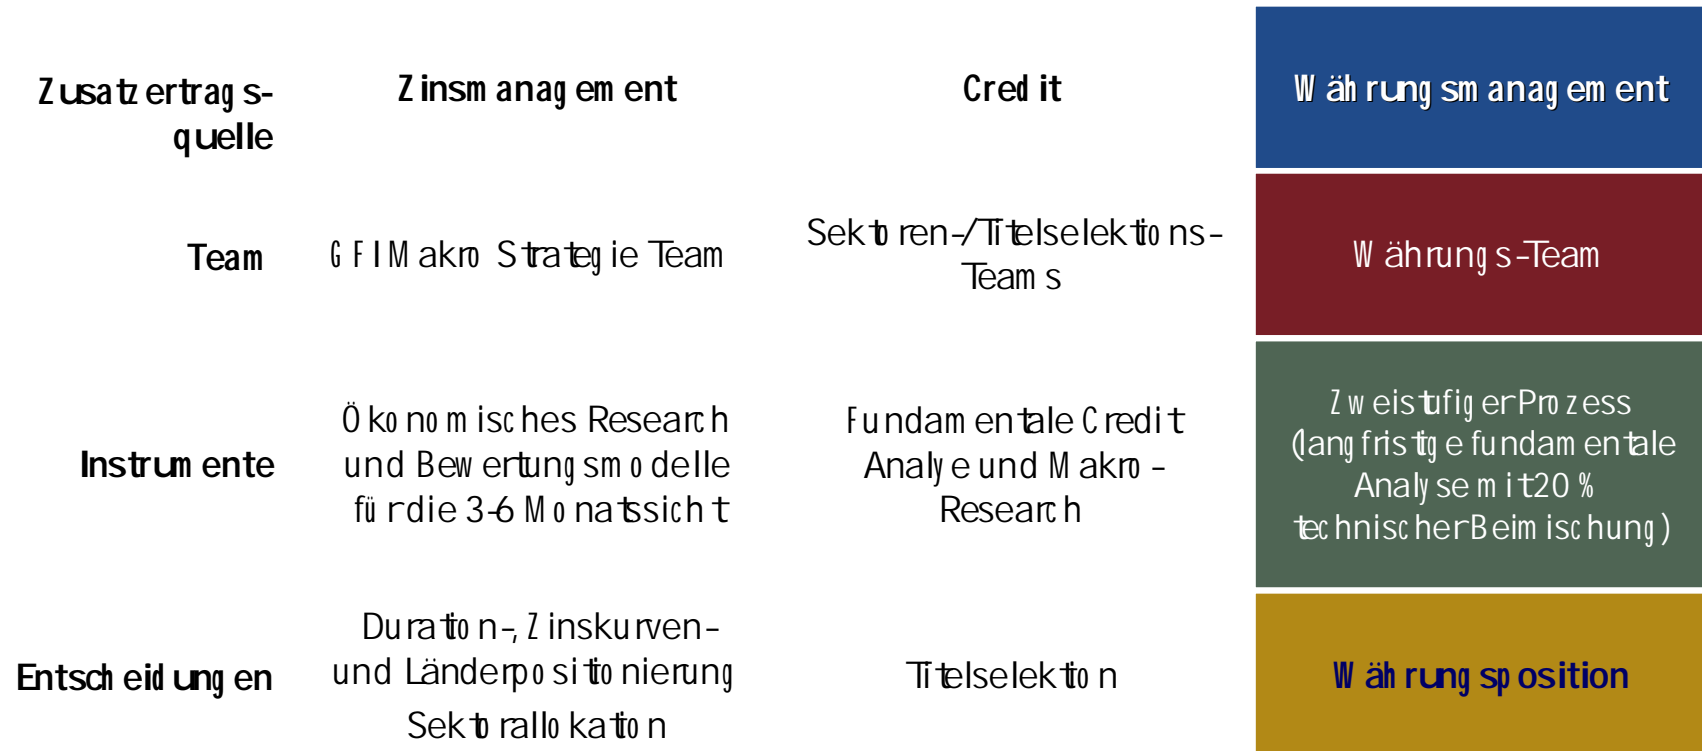 Zusatzertrags-
quelle
Zinsmanagement
Credit
Währungsmanagement
Team
GFI Makro Strategie Team
Sektoren-/Titelselektions-
Teams
Währungs-Team
Instrumente
Ökonomisches Research
und Bewertungsmodelle
für die 3-6 Monatssicht
Fundamentale Credit
Analye und Makro-
Research
Zweistufiger Prozess
(langfristige fundamentale
Analyse mit 20%
technischer Beimischung)
Entscheidungen
Duration-, Zinskurven-
und Länderpositionierung
Sektorallokation
Titelselektion
Währungsposition